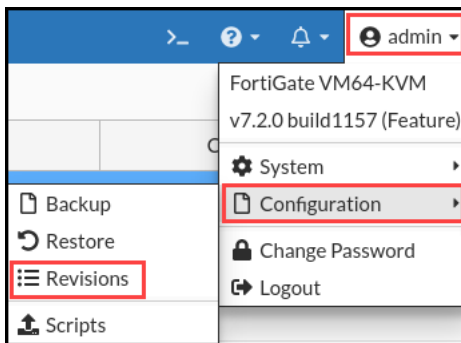 admin
FortiGate VM64-KVM
v7.2.0 build1157 (Feature)
System
Configuration
Change Password
Logout
Backup
Restore
Revisions
Scripts